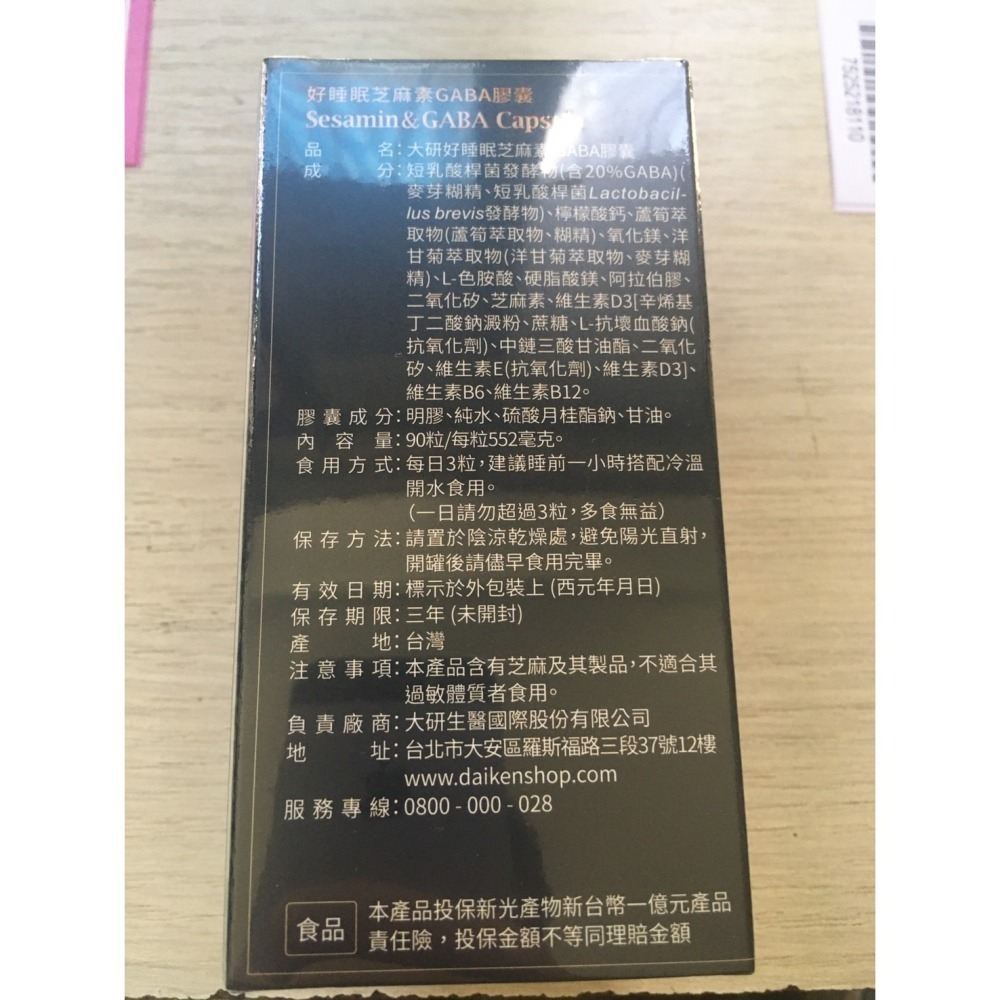 75252181 10
好睡眠芝麻素GABA膠囊
Sesamin&GABA
品 名:大研好睡眠芝麻素GABA膠囊
成 分:短乳酸桿菌發酵物(含20%GABA)(
麥芽糊精、短乳酸桿菌Lactobacil-
lus brevis發酵物)、檸檬酸鈣、蘆筍萃
取物(蘆筍萃取物、糊精)、氧化鎂、洋
甘菊萃取物(洋甘菊萃取物、麥芽糊
精)、L-色胺酸、硬脂酸鎂、阿拉伯膠、
二氧化矽、芝麻素、維生素D3[辛烯基
丁二酸鈉澱粉、蔗糖、L-抗壞血酸鈉(
抗氧化劑)、中鏈三酸甘油酯、二氧化
矽、維生素E(抗氧化劑)、維生素D3]、
維生素B6、維生素B12。
膠囊成分:明膠、純水、硫酸月桂酯鈉、甘油。
內 容 量:90粒/每粒552毫克。
食用方式:每日3粒,建議睡前一小時搭配冷溫
開水食用。
(一日請勿超過3粒,多食無益)
保存方法:請置於陰涼乾燥處,避免陽光直射,
開罐後請儘早食用完畢。
有效日期:標示於外包裝上 (西元年月日)
保存期限:三年 (未開封)
產 地:台灣
注意事項:本產品含有芝麻及其製品,不適合其
過敏體質者食用。
負責廠商:大研生醫國際股份有限公司
地 址:台北市大安區羅斯福路三段37號12樓
www.daikenshop.com
服務專線:0800 - 000 - 028
食品
本產品投保新光產物新台幣一億元產品
責任險,投保金額不等同理賠金額